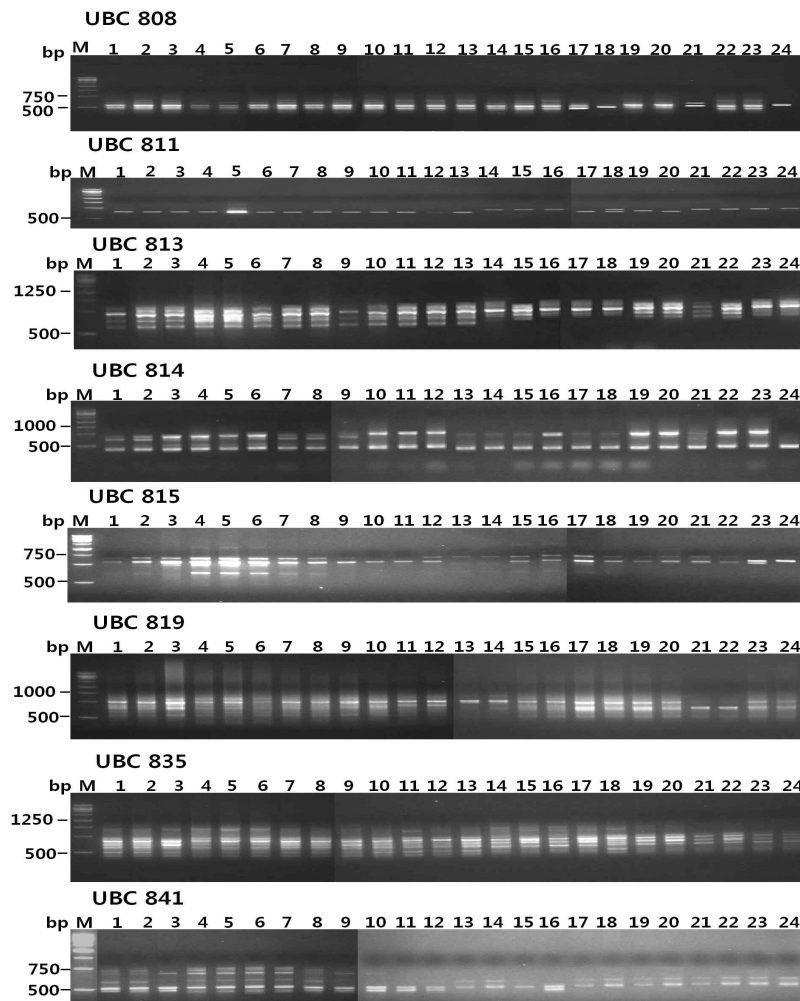 UBC 808
bp M 1 2 3 4 5 6 7 8 9 10 11 12 13 14 15 16 17 18 19 20 21 22 23 24
750
500
UBC 811
bp M 1 2 3 4 5 6 7 8 9 10 11 12 13 14 15 16 17 18 19 20 21 22 23 24
500
UBC 813
bp M 1 2 3 4 5 6 7 8 9 10 11 12 13 14 15 16 17 18 19 20 21 22 23 24
1250
500
UBC 814
bp M 1 2 3 4 5 6 7 8 9 10 11 12 13 14 15 16 17 18 19 20 21 22 23 24
1000
500
UBC 815
bp M 1 2 3 4 5 6 7 8 9 10 11 12 13 14 15 16 17 18 19 20 21 22 23 24
750
500
UBC 819
bp M 1 2 3 4 5 6 7 8 9 10 11 12 13 14 15 16 17 18 19 20 21 22 23 24
1000
500
UBC 835
bp M 1 2 3 4 5 6 7 8 9 10 11 12 13 14 15 16 17 18 19 20 21 22 23 24
1250
500
UBC 841
bp M 1 2 3 4 5 6 7 8 9 10 11 12 13 14 15 16 17 18 19 20 21 22 23 24
750
500